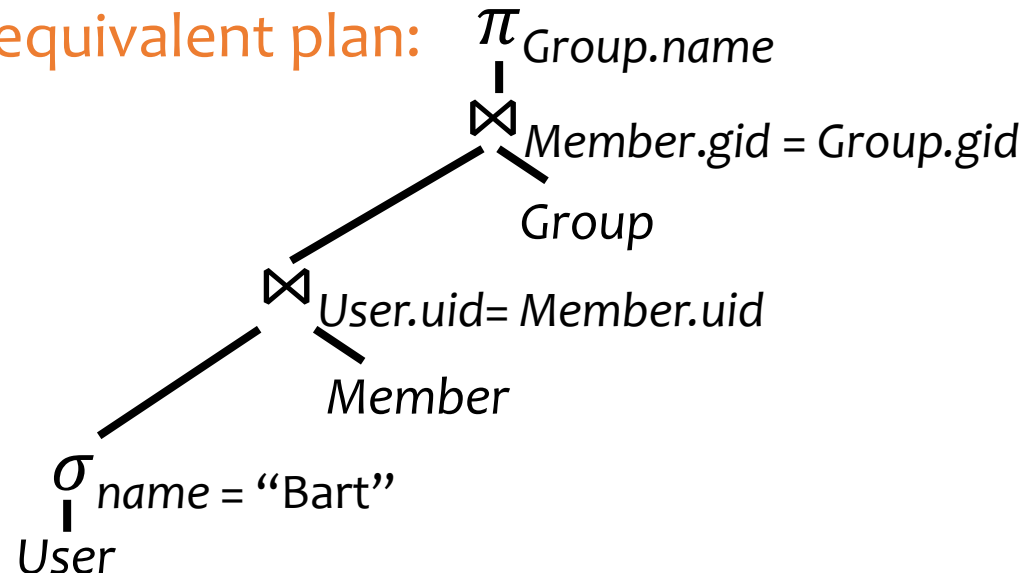 equivalent plan:
π Group.name
⋈ Member.gid = Group.gid
Group
⋈ User.uid= Member.uid
Member
σ name = “Bart”
User